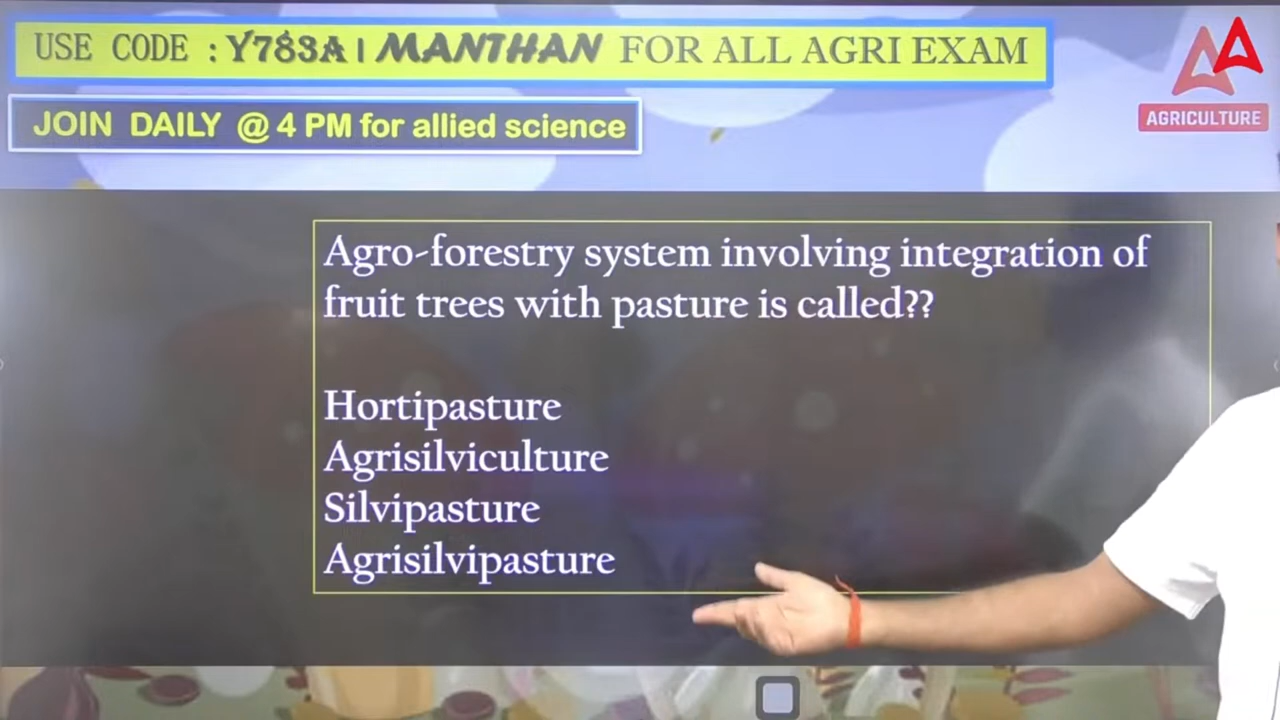 USE CODE : Y783A | MANTHAN FOR ALL AGRI EXAM
AGRICULTURE
JOIN DAILY @ 4 PM for allied science
Agro-forestry system involving integration of
fruit trees with pasture is called??
Hortipasture
Agrisilviculture
Silvipasture
Agrisilvipasture